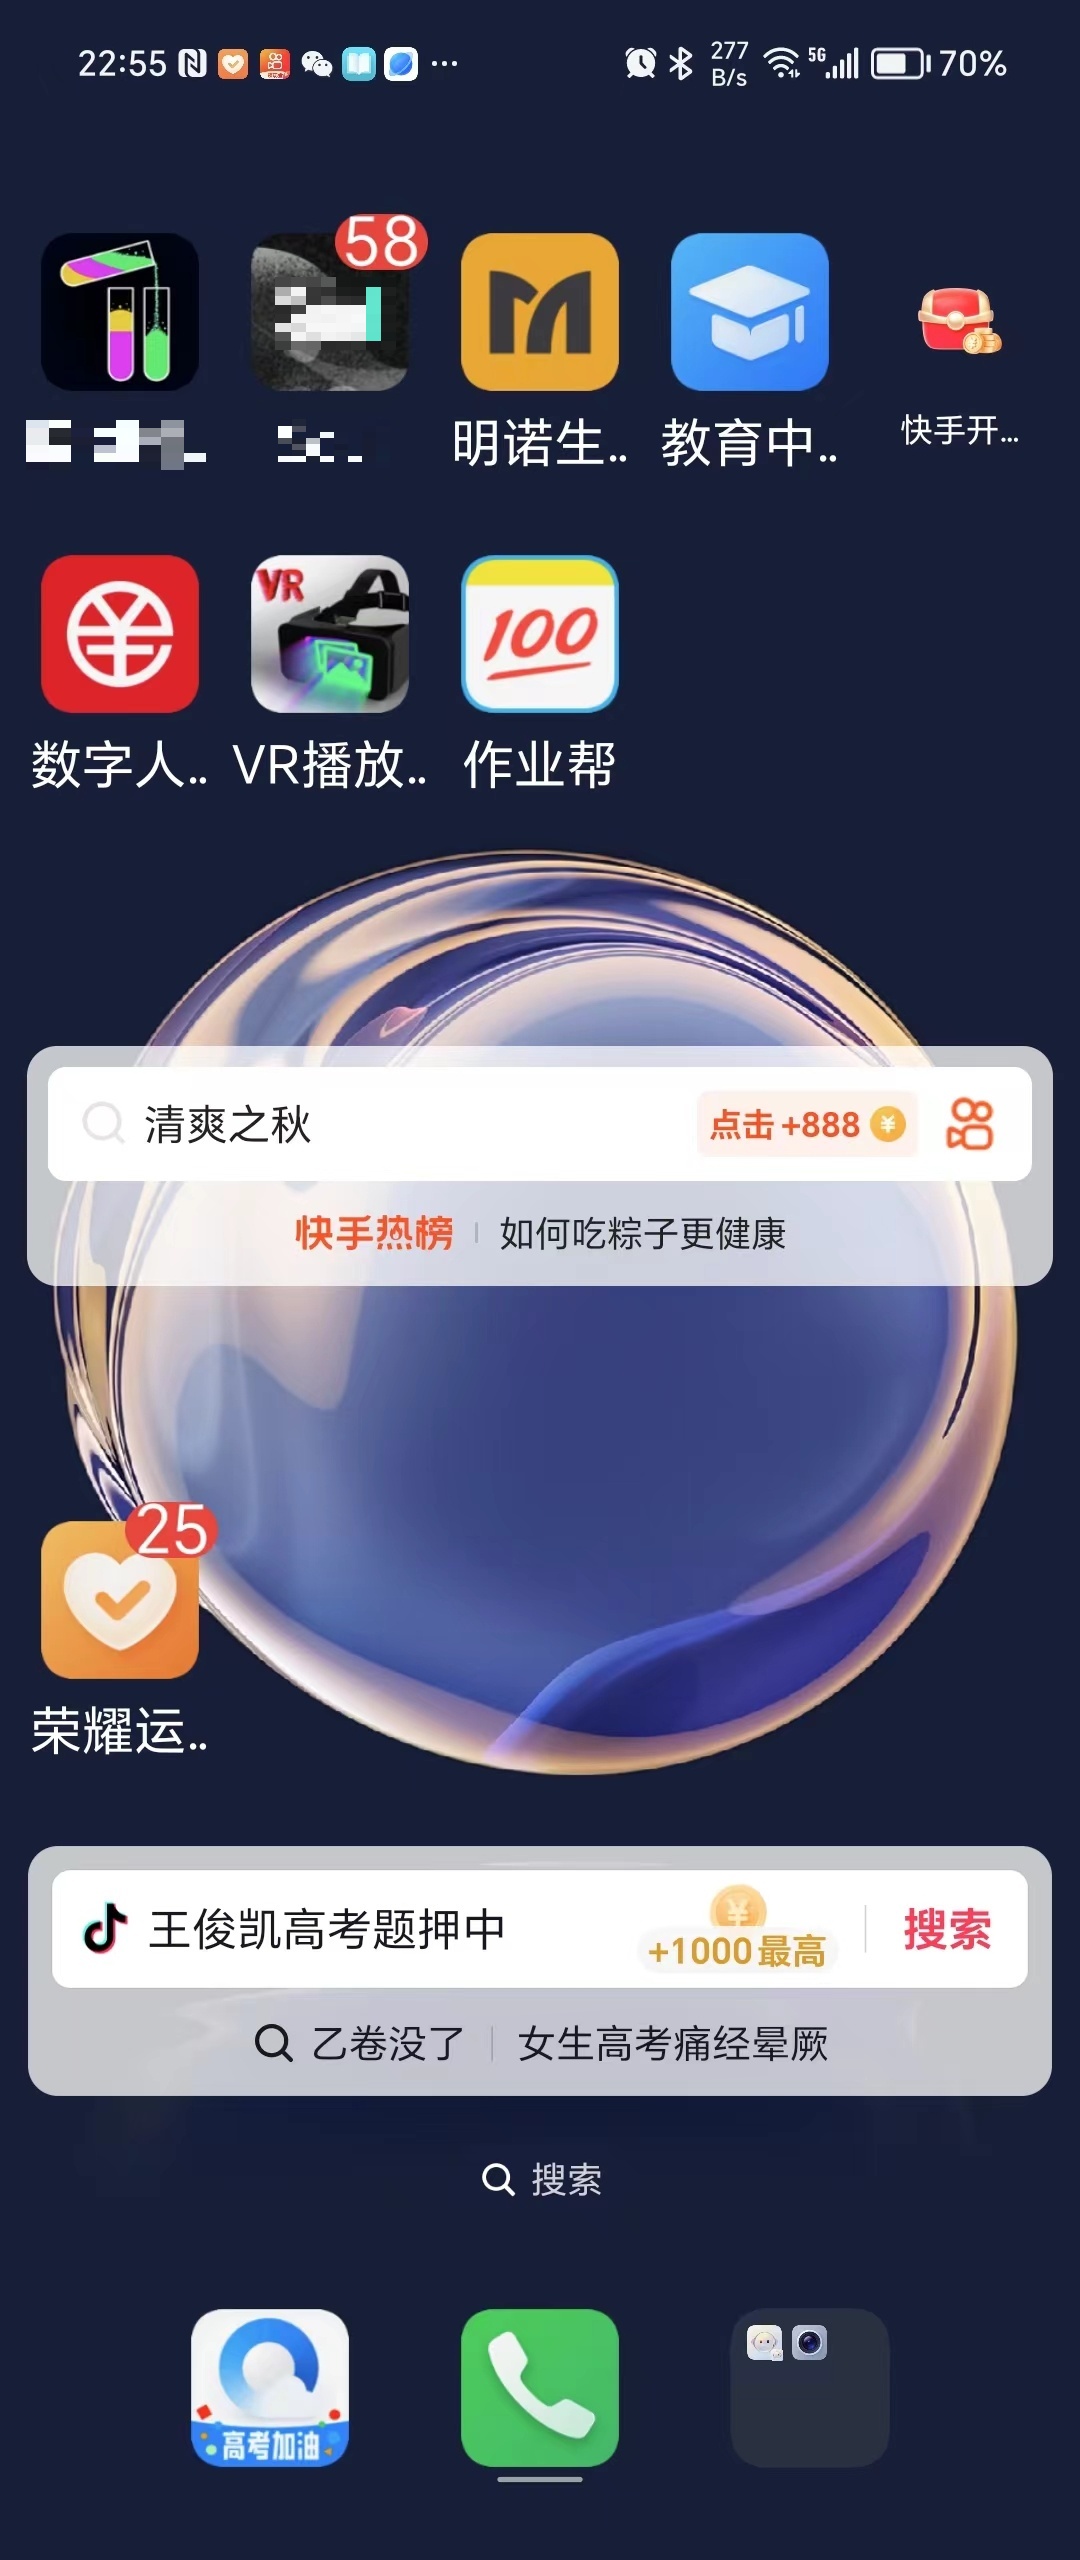 22:55
277 B/s
5G
70%
58
明诺生..
教育中..
快手开...
VR
100
数字人..
VR播放..
作业帮
清爽之秋
点击 +888
快手热榜
如何吃粽子更健康
25
荣耀运..
王俊凯高考题押中
+1000最高
搜索
乙卷没了
女生高考痛经晕厥
搜索
高考加油